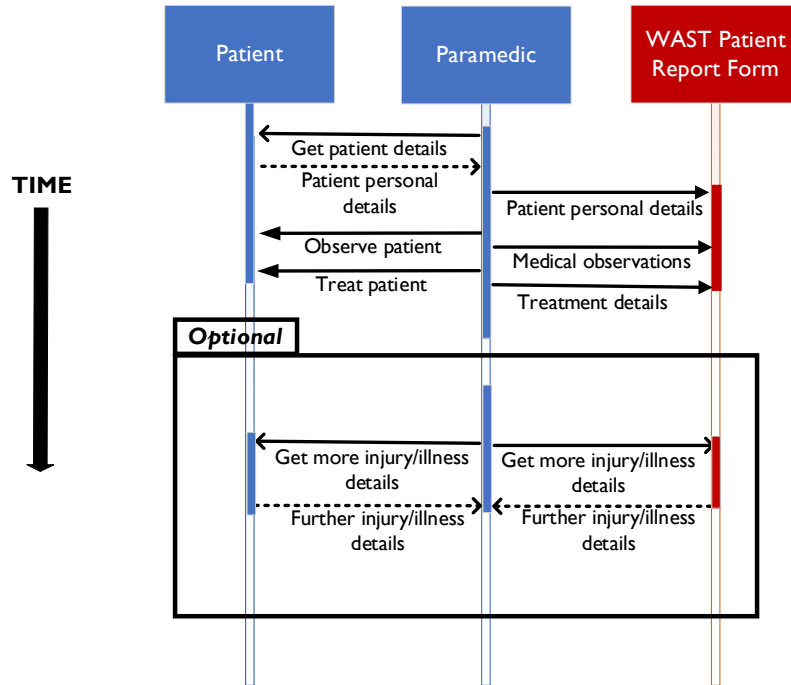 Patient
Paramedic
WAST Patient
Report Form
Get patient details
TIME
Patient personal
details
Patient personal details
Observe patient
Medical observations
Treat patient
Treatment details
Optional
Get more injury/illness
details
Get more injury/illness
details
Further injury/illness
details
Further injury/illness
details